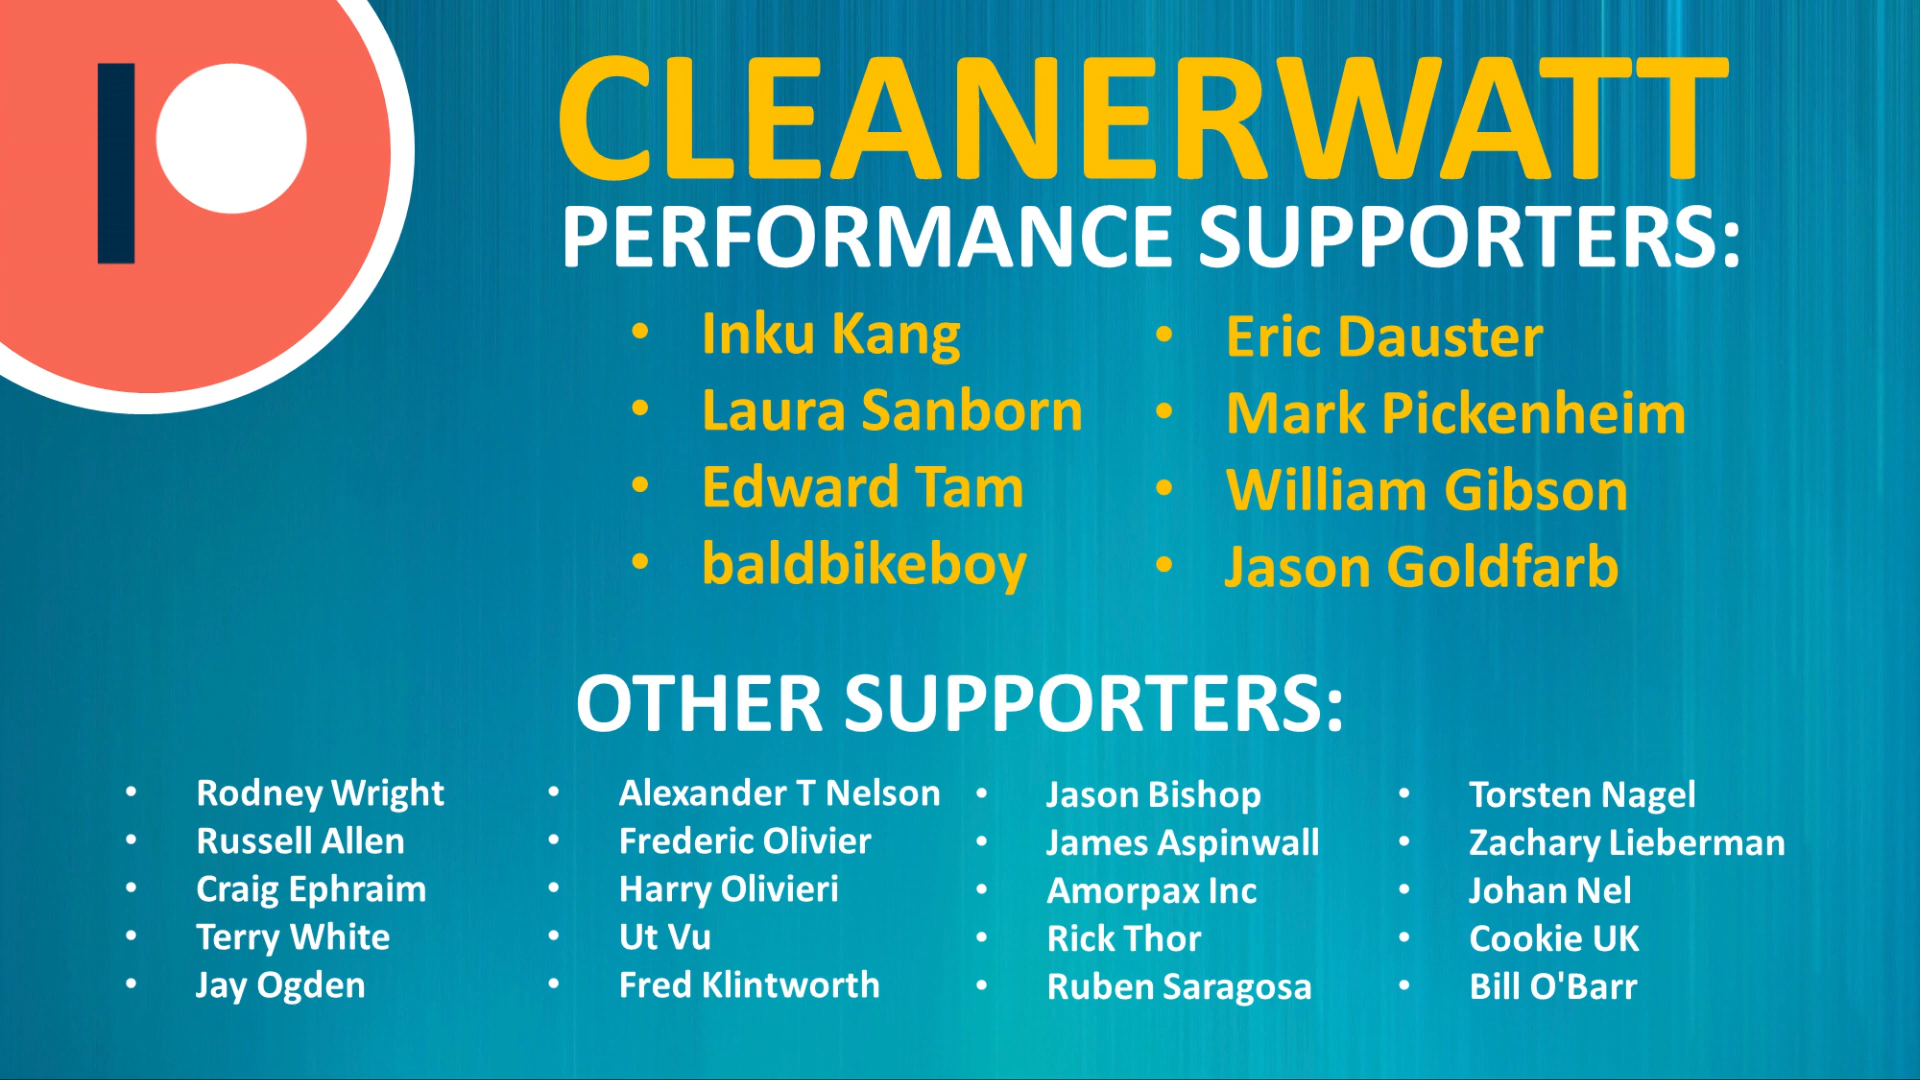 CLEANERWATT
PERFORMANCE SUPPORTERS:
• Inku Kang
• Laura Sanborn
• Edward Tam
• baldbikeboy
• Eric Dauster
• Mark Pickenheim
• William Gibson
• Jason Goldfarb
OTHER SUPPORTERS:
• Rodney Wright
• Russell Allen
• Craig Ephraim
• Terry White
• Jay Ogden
• Alexander T Nelson
• Frederic Olivier
• Harry Olivieri
• Ut Vu
• Fred Klintworth
• Jason Bishop
• James Aspinwall
• Amorpax Inc
• Rick Thor
• Ruben Saragosa
• Torsten Nagel
• Zachary Lieberman
• Johan Nel
• Cookie UK
• Bill O'Barr